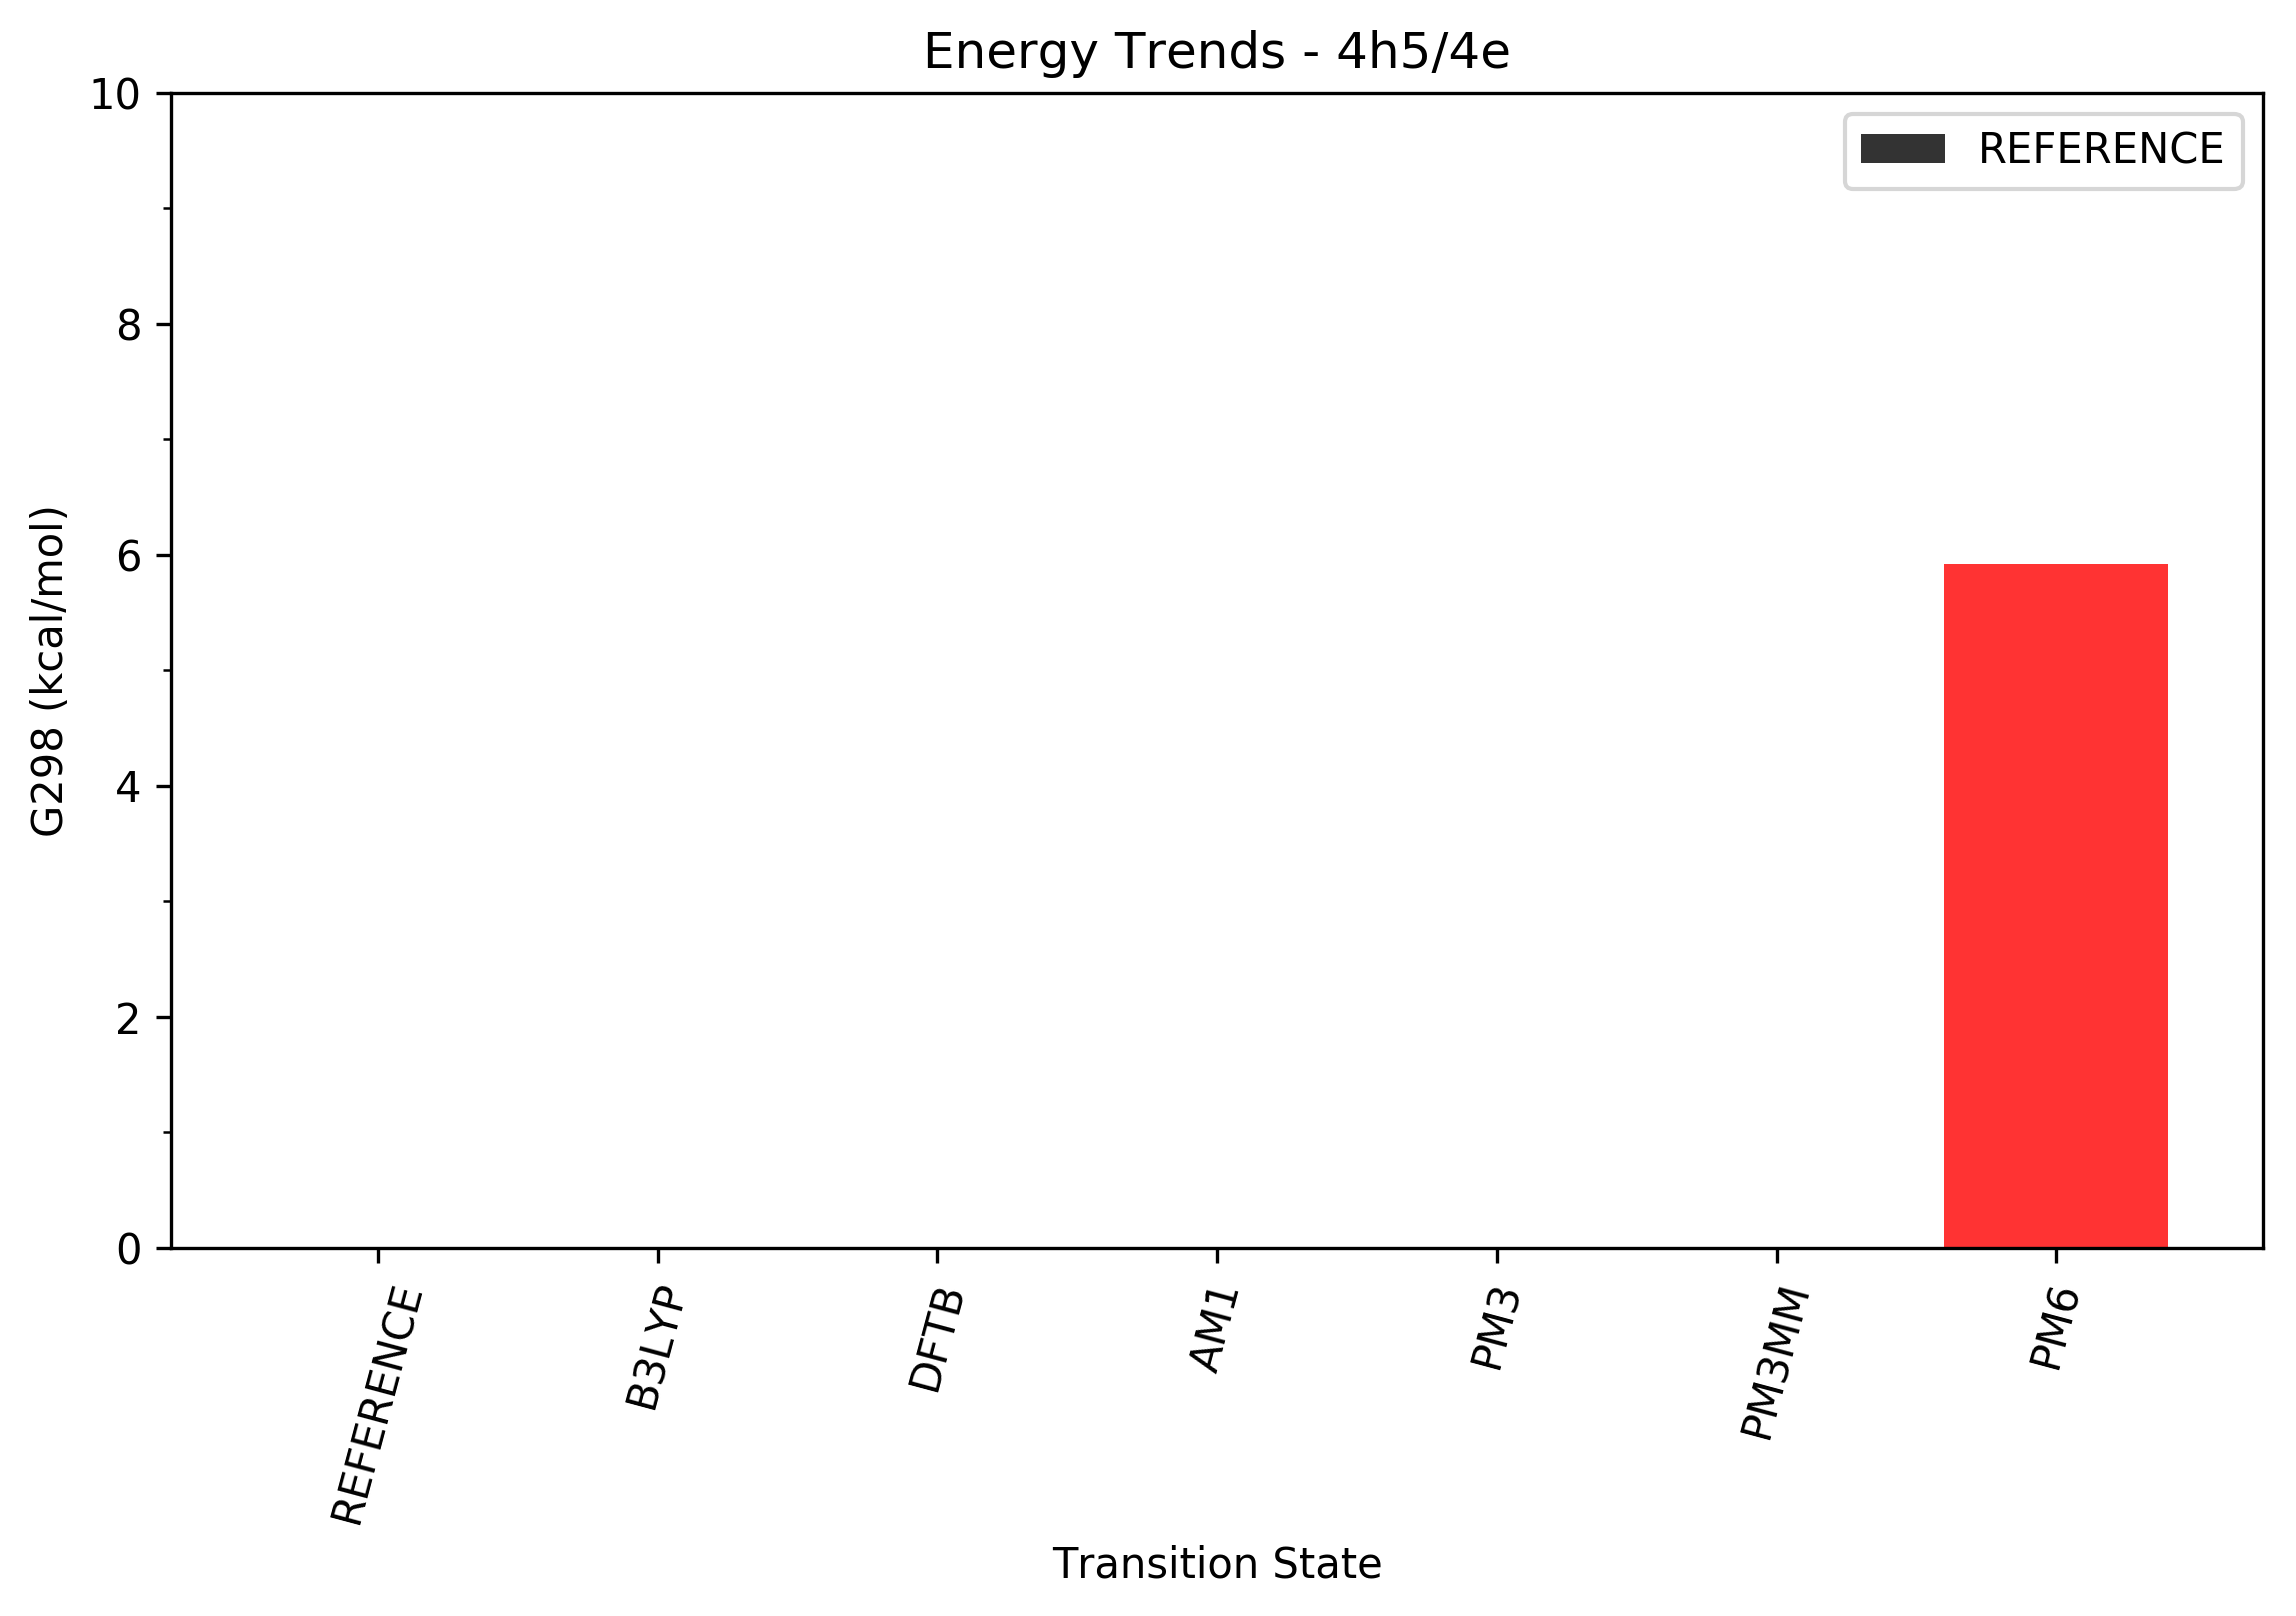 Energy Trends - 4h5/4e
REFERENCE
G298 (kcal/mol)
10
8
6
4
2
0
REFERENCE
B3LYP
DFTB
AM1
PM3
PM3MM
PM6
Transition State